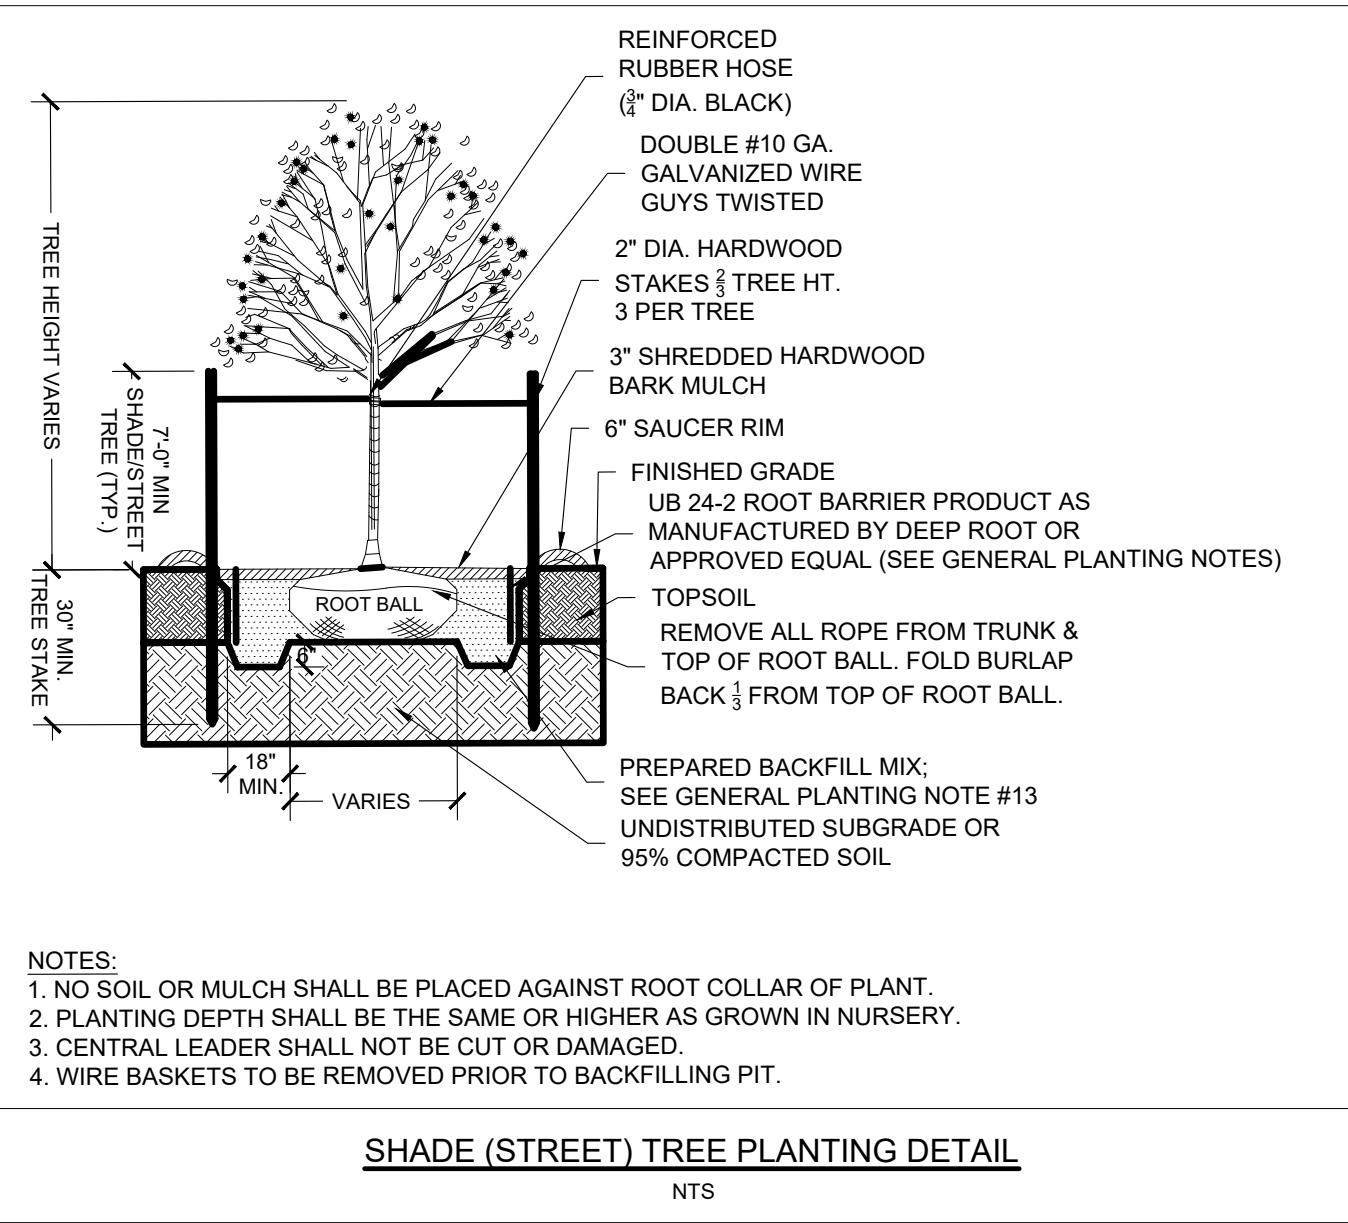 REINFORCED
RUBBER HOSE
(3/4" DIA. BLACK)
DOUBLE #10 GA.
GALVANIZED WIRE
GUYS TWISTED
2" DIA. HARDWOOD
STAKES 2/3 TREE HT.
3 PER TREE
3" SHREDDED HARDWOOD
BARK MULCH
6" SAUCER RIM
FINISHED GRADE
UB 24-2 ROOT BARRIER PRODUCT AS
MANUFACTURED BY DEEP ROOT OR
APPROVED EQUAL (SEE GENERAL PLANTING NOTES)
TOPSOIL
REMOVE ALL ROPE FROM TRUNK &
TOP OF ROOT BALL. FOLD BURLAP
BACK 1/3 FROM TOP OF ROOT BALL.
PREPARED BACKFILL MIX;
SEE GENERAL PLANTING NOTE #13
UNDISTRIBUTED SUBGRADE OR
95% COMPACTED SOIL
TREE HEIGHT VARIES
7'-0" MIN
SHADE/STREET
TREE (TYP.)
30" MIN.
TREE STAKE
ROOT BALL
6"
18"
MIN.
VARIES
NOTES:
1. NO SOIL OR MULCH SHALL BE PLACED AGAINST ROOT COLLAR OF PLANT.
2. PLANTING DEPTH SHALL BE THE SAME OR HIGHER AS GROWN IN NURSERY.
3. CENTRAL LEADER SHALL NOT BE CUT OR DAMAGED.
4. WIRE BASKETS TO BE REMOVED PRIOR TO BACKFILLING PIT.
SHADE (STREET) TREE PLANTING DETAIL
NTS